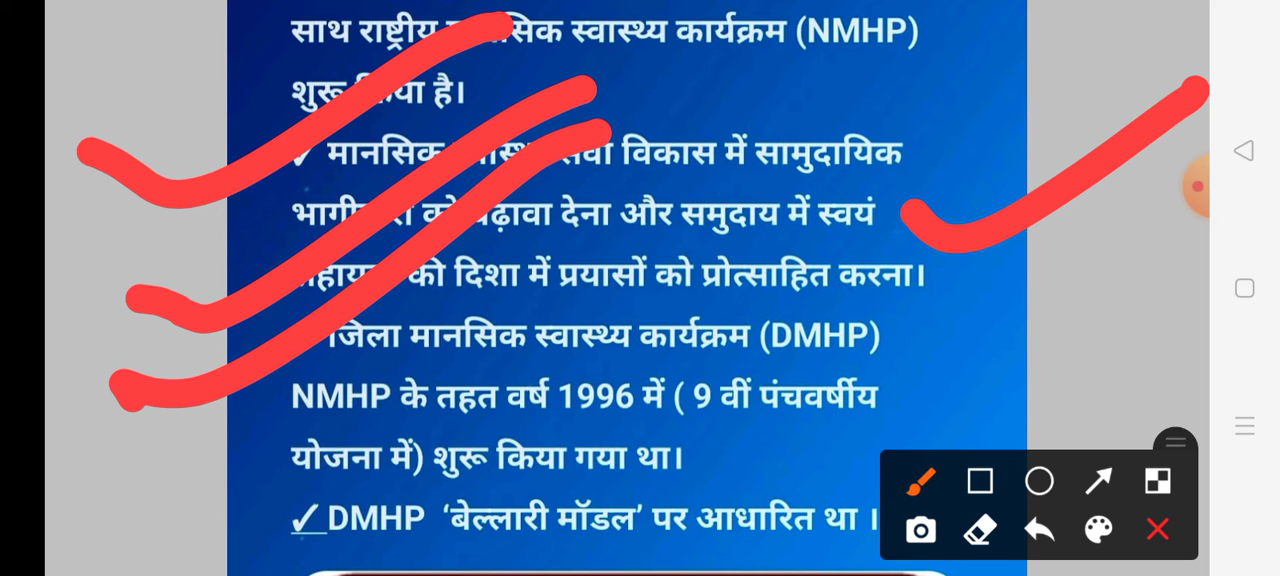 साथ राष्ट्रीय स्वास्थ्य कार्यक्रम (NMHP)
शुरू है।
✓ मानसिक विकास में सामुदायिक
को बढ़ावा देना और समुदाय में स्वयं
की दिशा में प्रयासों को प्रोत्साहित करना।
जिला मानसिक स्वास्थ्य कार्यक्रम (DMHP)
NMHP के तहत वर्ष 1996 में ( 9 वीं पंचवर्षीय
योजना में) शुरू किया गया था।
✓DMHP ‘बेल्लारी मॉडल’ पर आधारित था ।